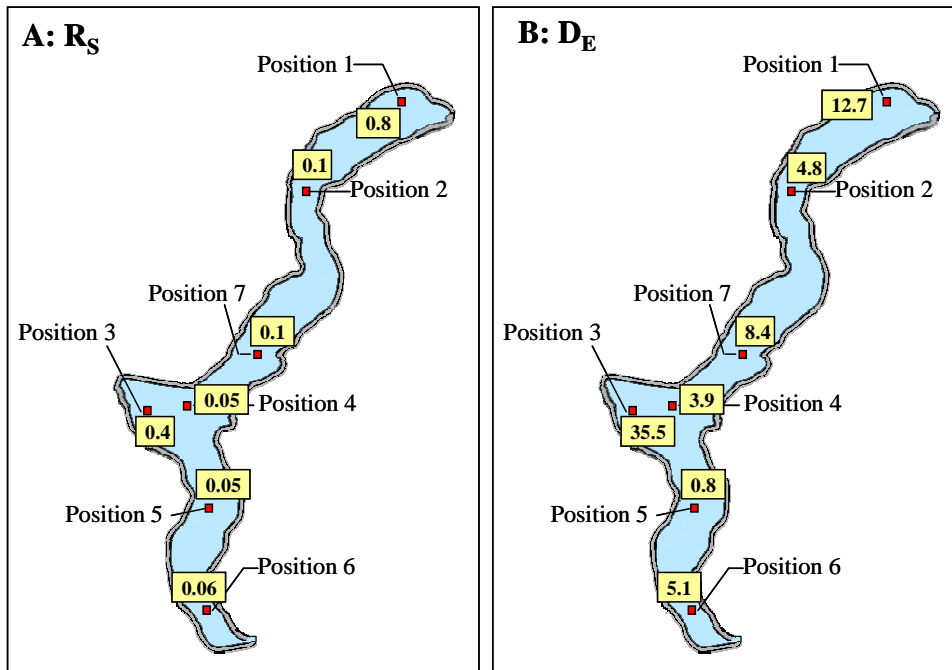 A: R_S
Position 1
0.8
0.1
Position 2
Position 7
0.1
Position 3
0.05
Position 4
0.4
0.05
Position 5
Position 6
0.06
B: D_E
Position 1
12.7
4.8
Position 2
Position 7
8.4
Position 3
3.9
Position 4
35.5
0.8
Position 5
Position 6
5.1